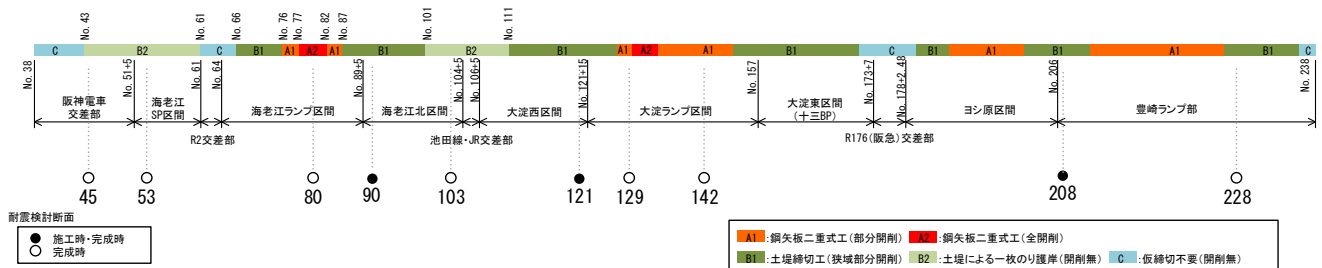 No. 43
No. 61
No. 66
No. 76
No. 77
No. 82
No. 87
No. 101
No. 111
C
B2
C
B1
A1
A2
A1
B1
B2
B1
A1
A2
A1
B1
C
B1
A1
B1
A1
B1
C
No. 38
No. 51+5
No. 61
No. 64
No. 89+5
No. 104+5
No. 106+5
No. 121+15
No. 157
No. 173+7
No. 178+2.48
No. 206
No. 238
阪神電車
交差部
海老江
SP区間
R2交差部
海老江ランプ区間
海老江北区間
池田線・JR交差部
大淀西区間
大淀ランプ区間
大淀東区間
(十三BP)
R176(阪急)交差部
ヨシ原区間
豊崎ランプ部
45
53
80
90
103
121
129
142
208
228
耐震検討断面
施工時・完成時
完成時
A1:鋼矢板二重式工(部分開削)
A2:鋼矢板二重式工(全開削)
B1:土堤締切工(狭域部分開削)
B2:土堤による一枚のり護岸(開削無)
C:仮締切不要(開削無)